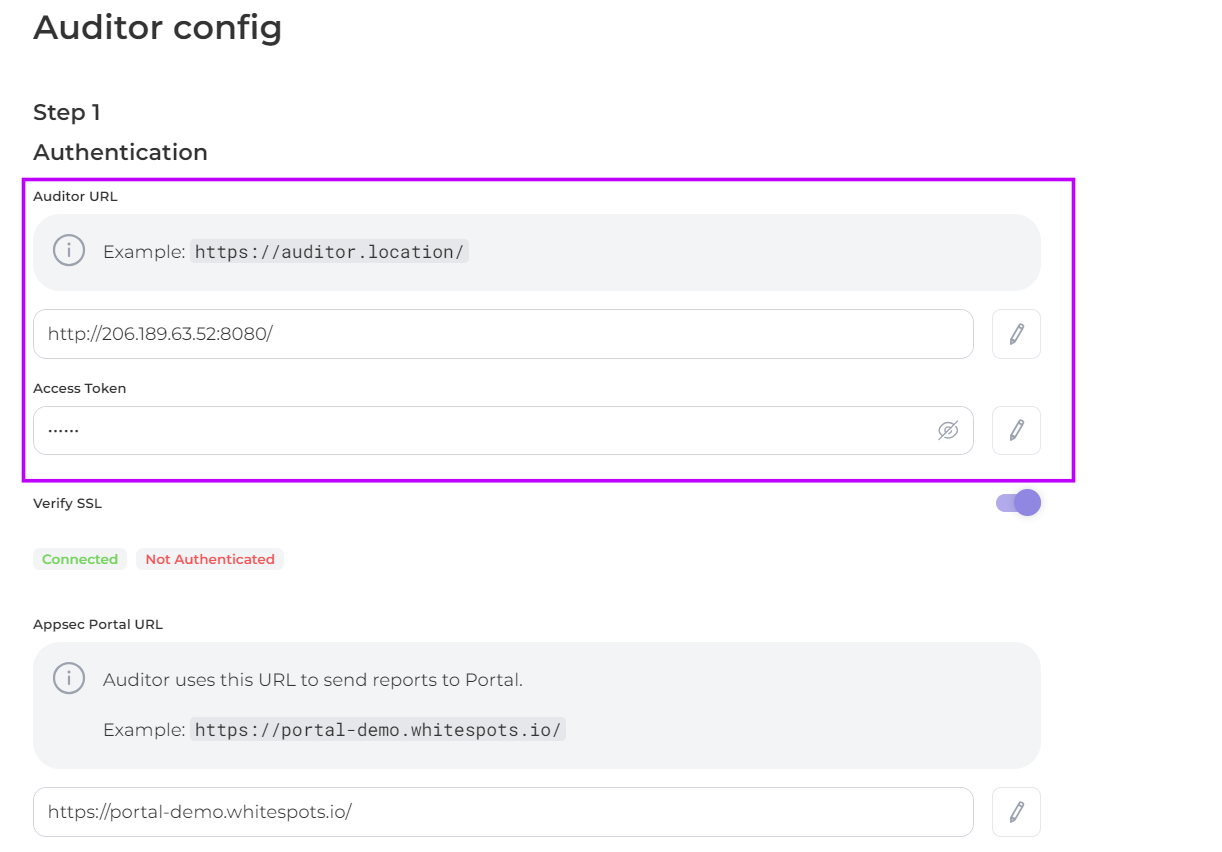 Auditor config
Step 1
Authentication
Auditor URL
Example: https://auditor.location/
http://206.189.63.52:8080/
Access Token
••••••
Verify SSL
Connected Not Authenticated
Appsec Portal URL
Auditor uses this URL to send reports to Portal.
Example: https://portal-demo.whitespots.io/
https://portal-demo.whitespots.io/